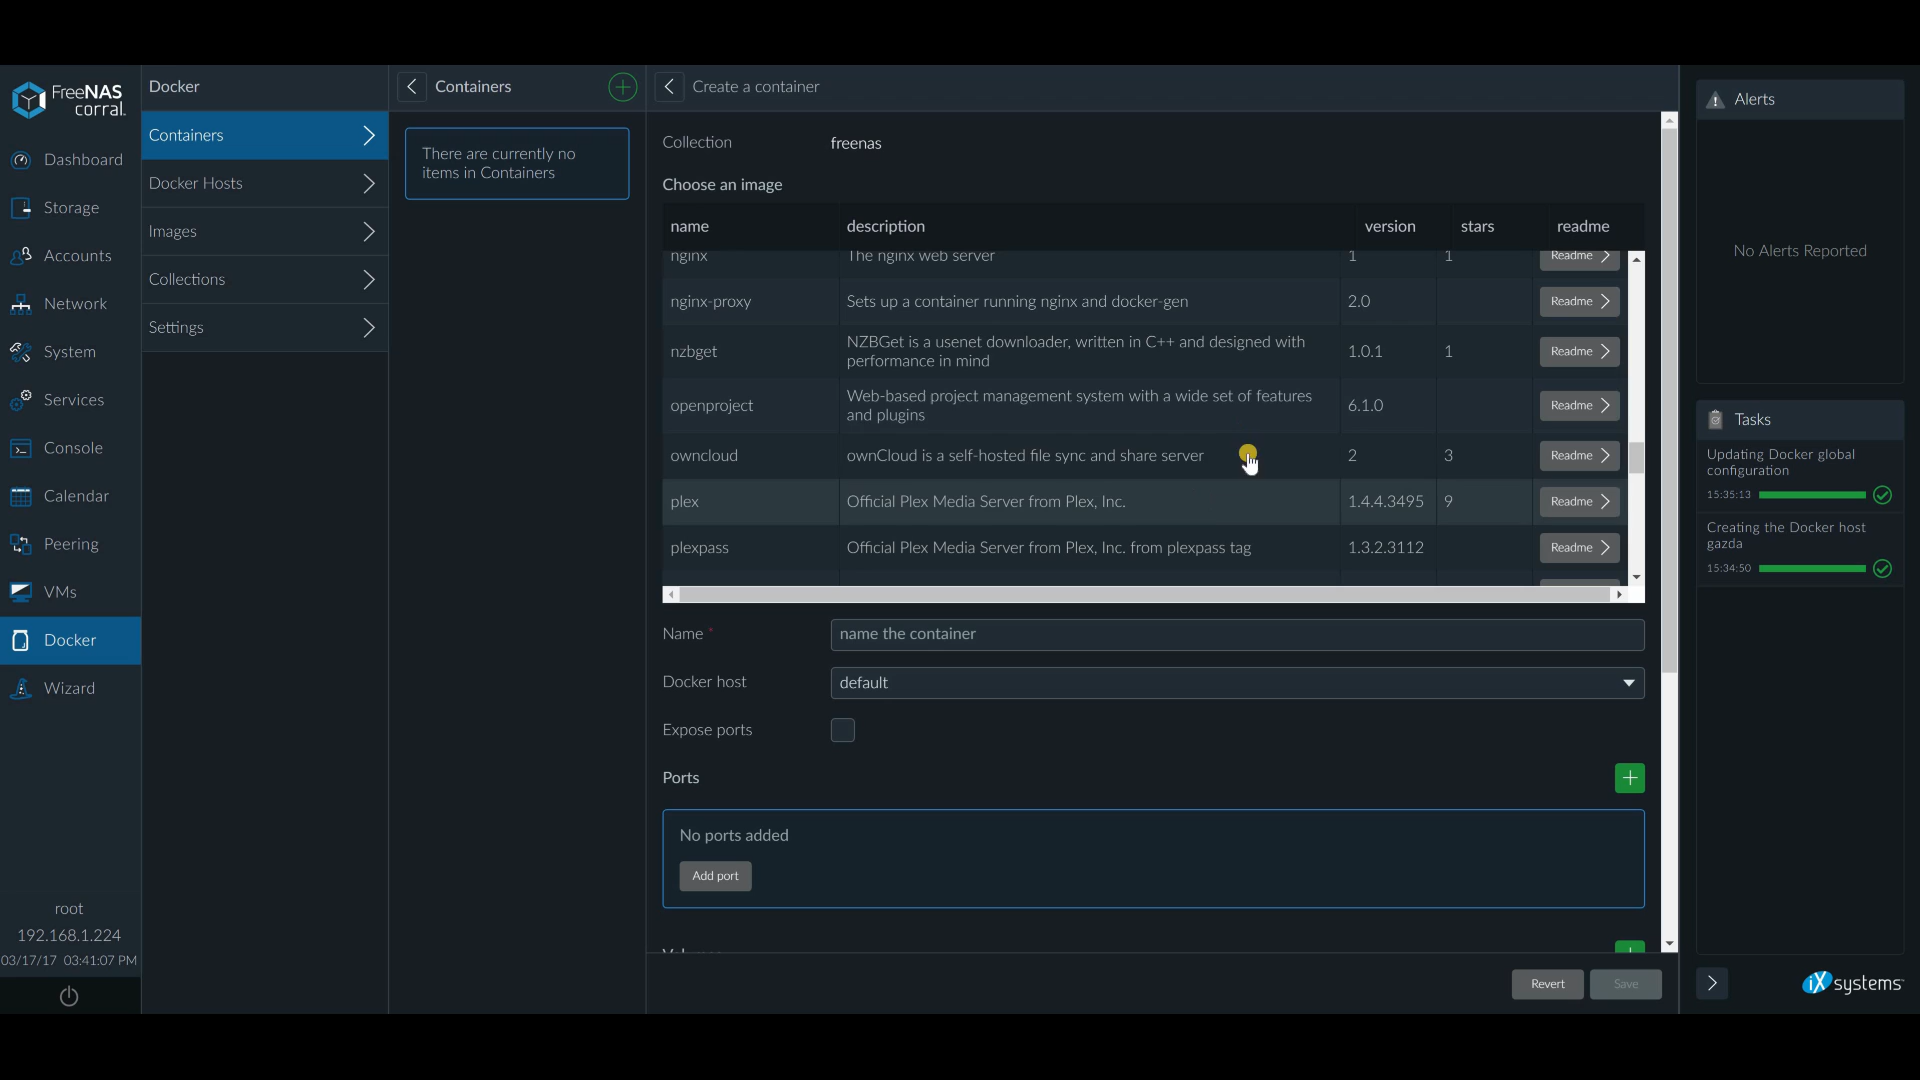 FreeNAS
corral.
Dashboard
Storage
Accounts
Network
System
Services
Console
Calendar
Peering
VMs
Docker
Wizard
root
192.168.1.224
03/17/17 03:41:07 PM
Docker
Containers
Docker Hosts
Images
Collections
Settings
Containers
There are currently no
items in Containers
Create a container
Collection freenas
Choose an image
name description version stars readme
nginx The nginx web server 1 1 Readme
nginx-proxy Sets up a container running nginx and docker-gen 2.0 Readme
nzbget NZBGet is a usenet downloader, written in C++ and designed with
performance in mind 1.0.1 1 Readme
openproject Web-based project management system with a wide set of features
and plugins 6.1.0 Readme
owncloud ownCloud is a self-hosted file sync and share server 2 3 Readme
plex Official Plex Media Server from Plex, Inc. 1.4.4.3495 9 Readme
plexpass Official Plex Media Server from Plex, Inc. from plexpass tag 1.3.2.3112 Readme
Name * name the container
Docker host default
Expose ports
Ports
No ports added
Add port
Revert Save
Alerts
No Alerts Reported
Tasks
Updating Docker global
configuration
15:35:13
Creating the Docker host
gazda
15:34:50
iXsystems